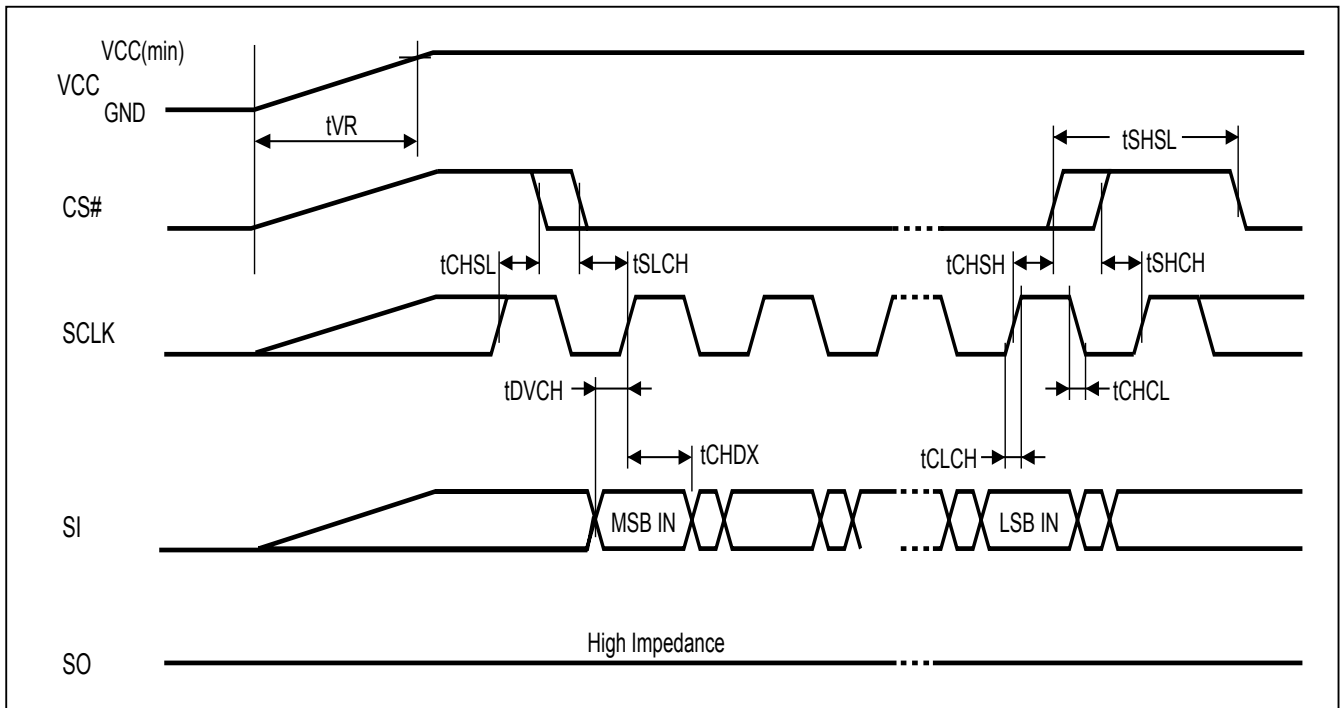 VCC(min)
VCC
GND
tVR
tSHSL
CS#
tCHSL
tSLCH
tCHSH
tSHCH
SCLK
tDVCH
tCHCL
tCHDX
tCLCH
SI
MSB IN
LSB IN
High Impedance
SO